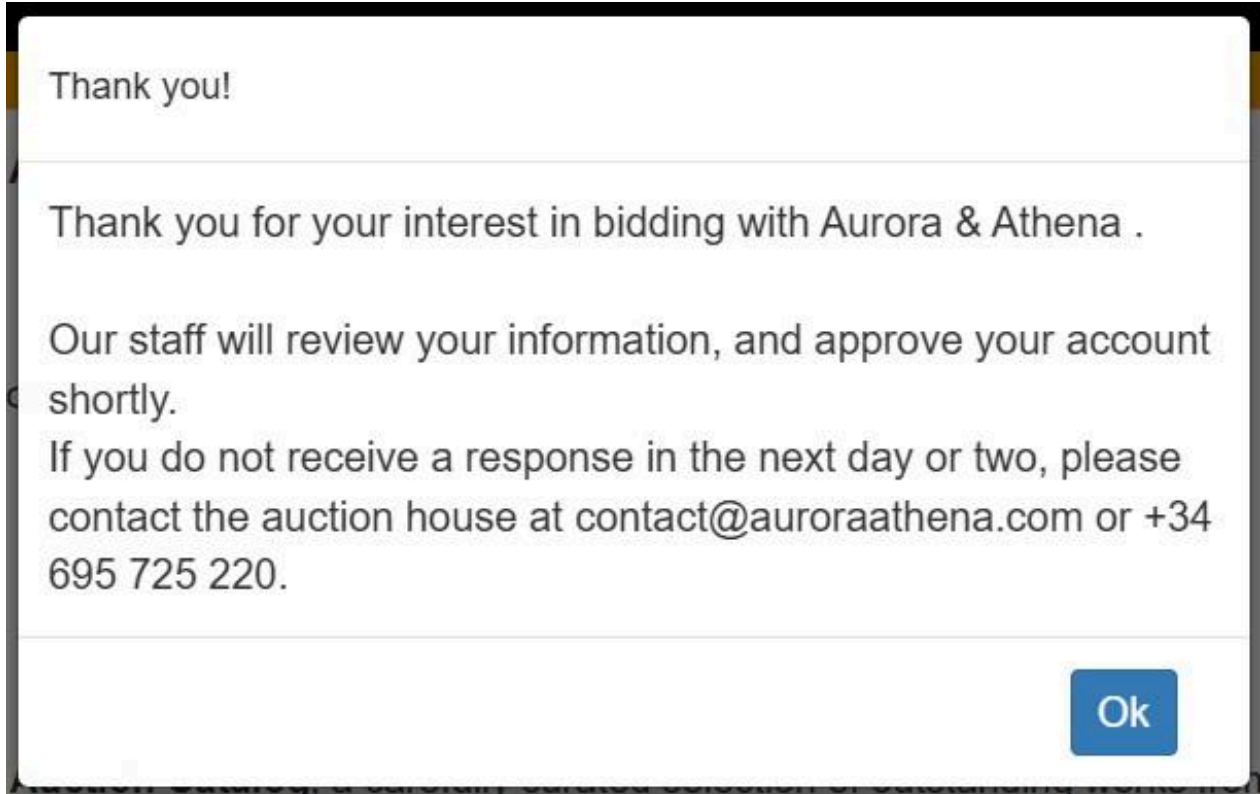 Thank you!
Thank you for your interest in bidding with Aurora & Athena .
Our staff will review your information, and approve your account
shortly.
If you do not receive a response in the next day or two, please
contact the auction house at contact@auroraathena.com or +34
695 725 220.
Ok